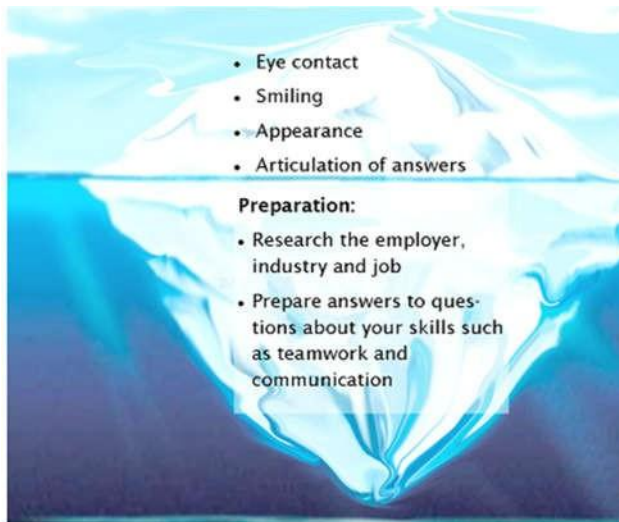 • Eye contact
• Smiling
• Appearance
• Articulation of answers
Preparation:
• Research the employer,
industry and job
• Prepare answers to ques-
tions about your skills such
as teamwork and
communication